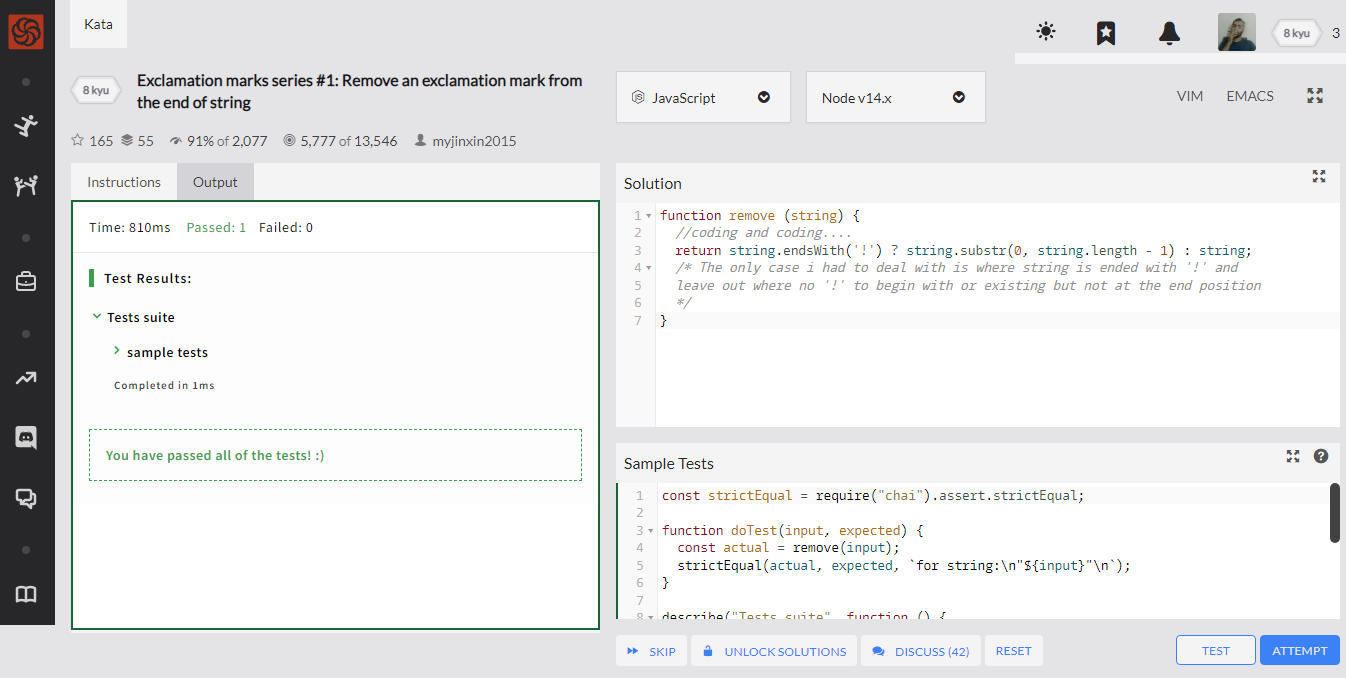 Kata
8 kyu
3
8 kyu
Exclamation marks series #1: Remove an exclamation mark from
the end of string
165 55 91% of 2,077 5,777 of 13,546 myjinxin2015
JavaScript
Node v14.x
VIM EMACS
Instructions Output
Time: 810ms Passed: 1 Failed: 0
Test Results:
Tests suite
sample tests
Completed in 1ms
You have passed all of the tests! :)
Solution
1 function remove (string) {
2 //coding and coding....
3 return string.endsWith('!') ? string.substr(0, string.length - 1) : string;
4 /* The only case i had to deal with is where string is ended with '!' and
5 leave out where no '!' to begin with or existing but not at the end position
6 */
7 }
Sample Tests
1 const strictEqual = require("chai").assert.strictEqual;
2
3 function doTest(input, expected) {
4 const actual = remove(input);
5 strictEqual(actual, expected, `for string:\n"${input}"\n`);
6 }
7
8 describe("Tests suite", function () {
SKIP UNLOCK SOLUTIONS DISCUSS (42) RESET TEST ATTEMPT